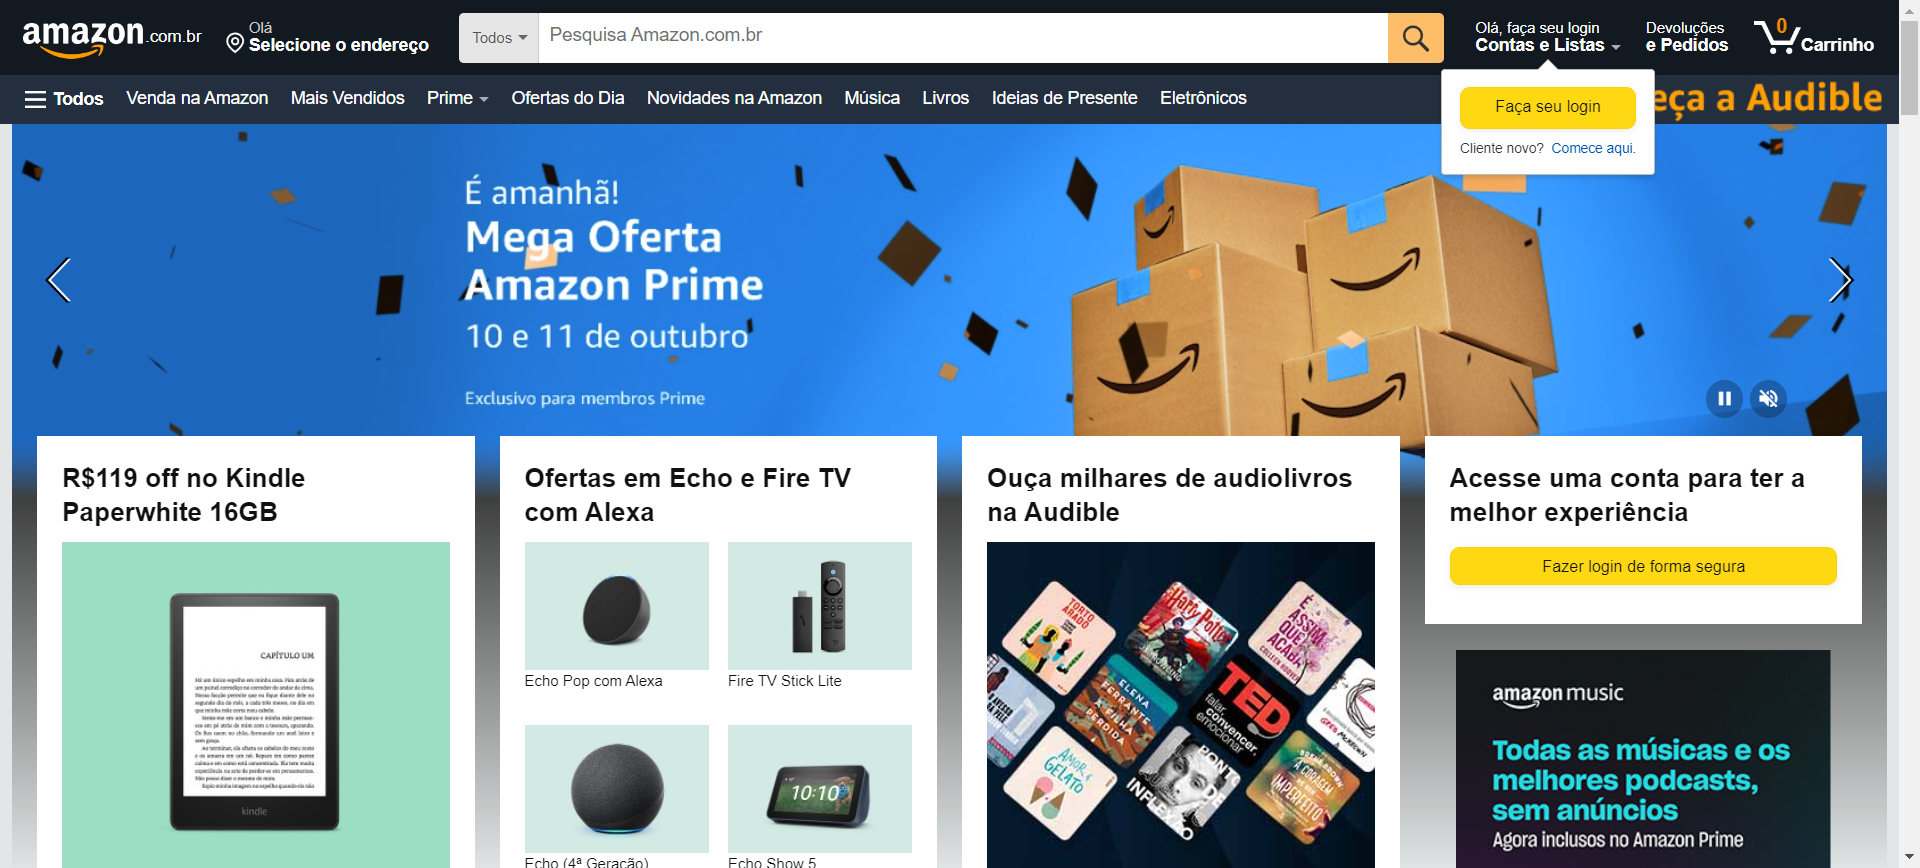 amazon.com.br
Olá
Selecione o endereço
Todos
Pesquisa Amazon.com.br
Olá, faça seu login
Contas e Listas
Devoluções
e Pedidos
0
Carrinho
Todos
Venda na Amazon
Mais Vendidos
Prime
Ofertas do Dia
Novidades na Amazon
Música
Livros
Ideias de Presente
Eletrônicos
eça a Audible
Faça seu login
Cliente novo? Comece aqui.
É amanhã!
Mega Oferta
Amazon Prime
10 e 11 de outubro
Exclusivo para membros Prime
R$119 off no Kindle
Paperwhite 16GB
CAPÍTULO UM
kindle
Ofertas em Echo e Fire TV
com Alexa
Echo Pop com Alexa
Fire TV Stick Lite
10:10
Echo (4ª Geração)
Echo Show 5
Ouça milhares de audiolivros
na Audible
TORTO
ARADO
Harry Potter
É
ASSIM
QUE
ACABA
COLLEEN HOOVER
ELENA
FERRANTE
A FILHA
PERDIDA
TED
falar,
convencer,
emocionar
GREG MCKEOWN
AMOR &
GELATO
PONTO
DE
INFLEXÃO
BRENÉ BROWN
A CORAGEM
IMPERFEITO
Acesse uma conta para ter a
melhor experiência
Fazer login de forma segura
amazon music
Todas as músicas e os
melhores podcasts,
sem anúncios
Agora inclusos no Amazon Prime